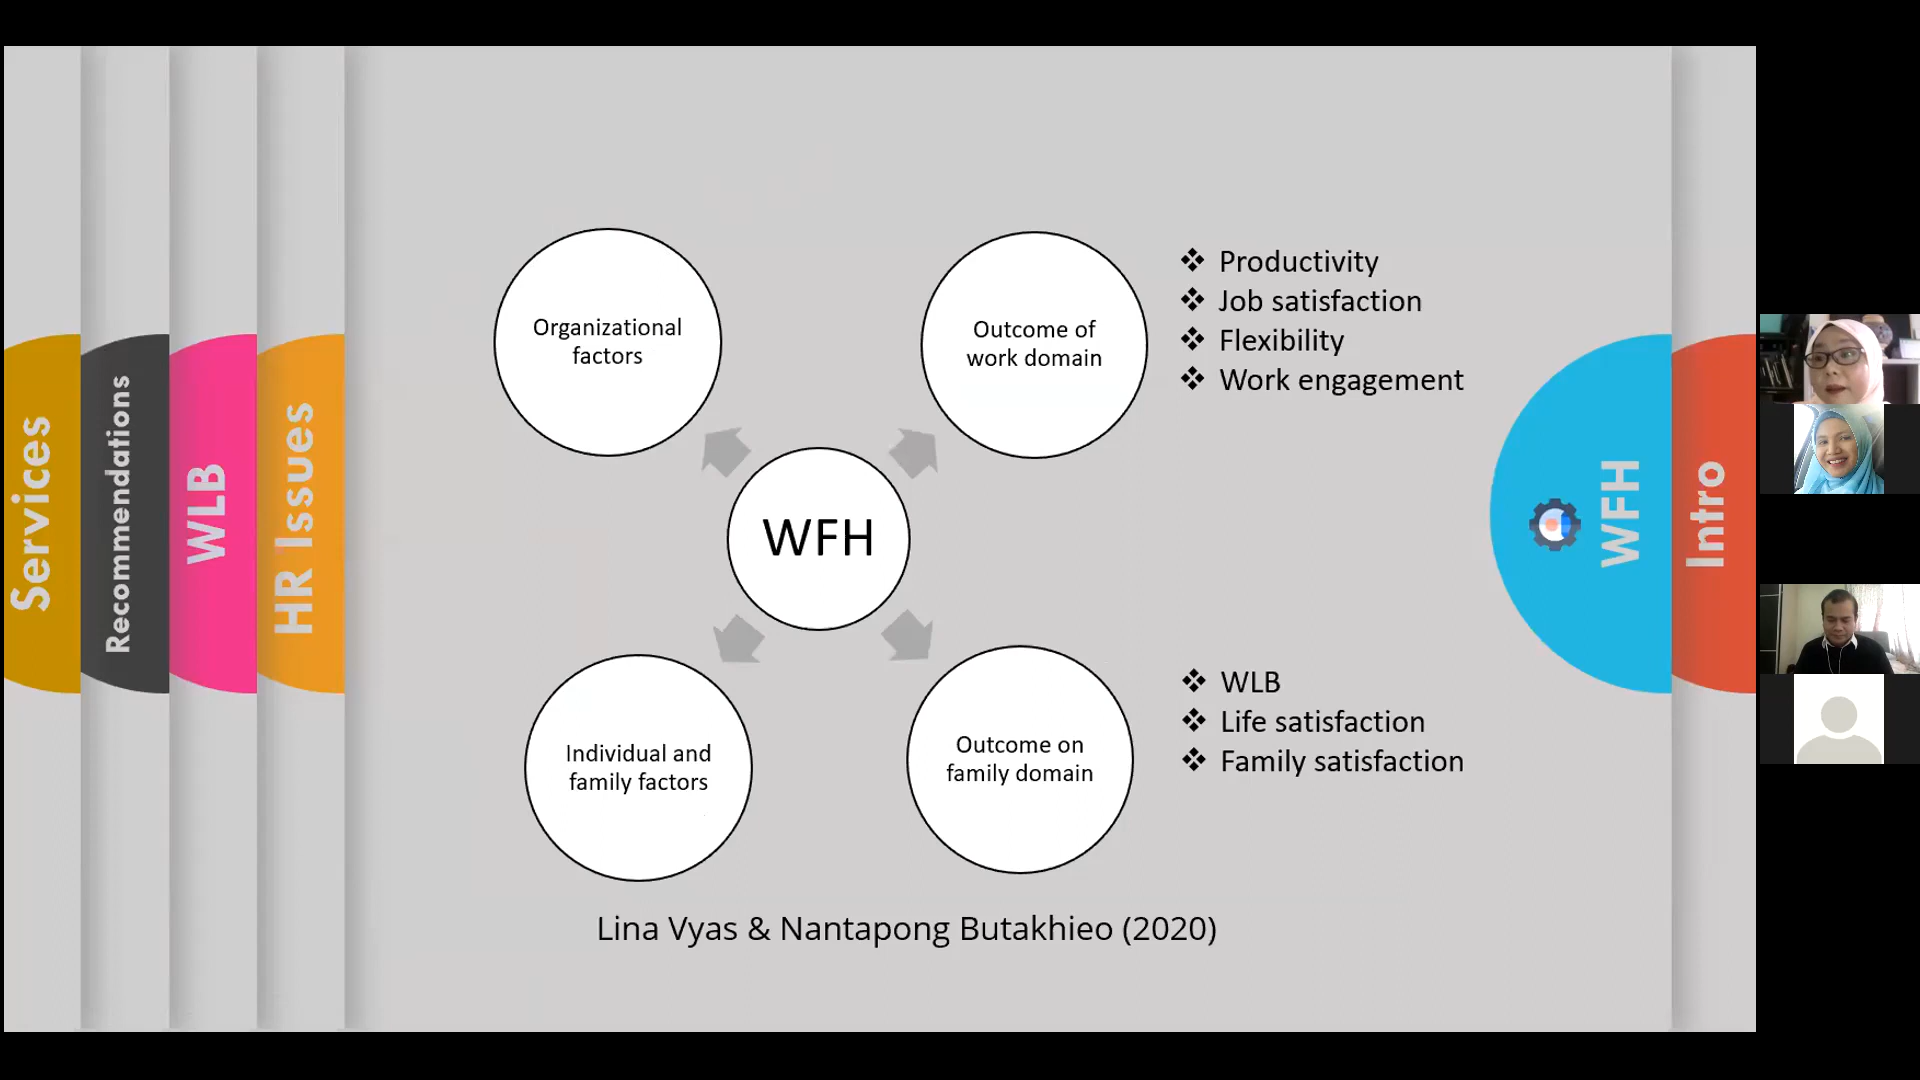 Services
Recommendations
WLB
HR Issues
Organizational
factors
Outcome of
work domain
❖ Productivity
❖ Job satisfaction
❖ Flexibility
❖ Work engagement
WFH
Individual and
family factors
Outcome on
family domain
❖ WLB
❖ Life satisfaction
❖ Family satisfaction
Lina Vyas & Nantapong Butakhieo (2020)
WFH
Intro